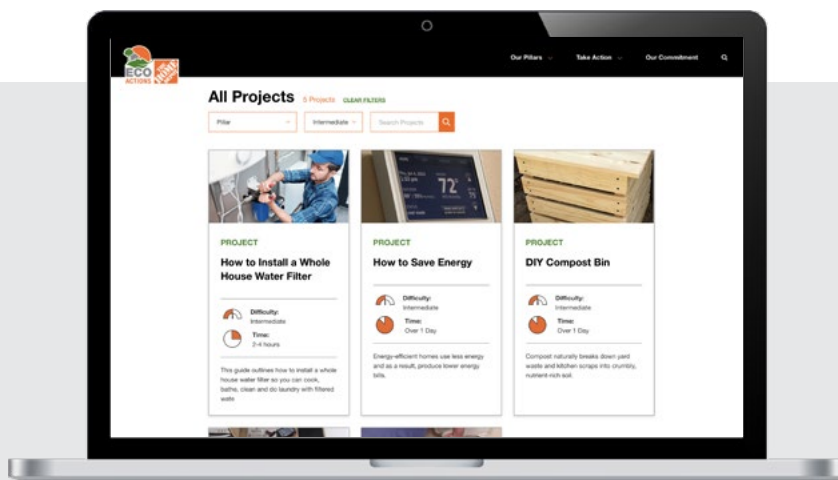 ECO
ACTIONS
Our Pillars
Take Action
Our Commitment
All Projects
5 Projects
CLEAR FILTERS
Pillar
Intermediate
Search Projects
72°
PROJECT
How to Install a Whole
House Water Filter
Difficulty:
Intermediate
Time:
2-4 hours
This guide outlines how to install a whole
house water filter so you can cook,
bathe, clean and do laundry with filtered
wate
PROJECT
How to Save Energy
Difficulty:
Intermediate
Time:
Over 1 Day
Energy-efficient homes use less energy
and as a result, produce lower energy
bills.
PROJECT
DIY Compost Bin
Difficulty:
Intermediate
Time:
Over 1 Day
Compost naturally breaks down yard
waste and kitchen scraps into crumbly,
nutrient-rich soil.